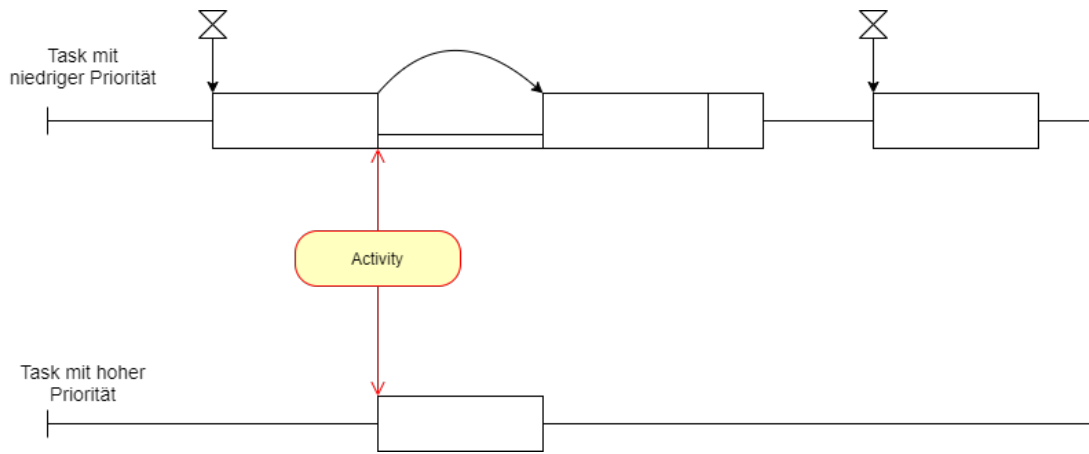 Task mit
niedriger Priorität
Activity
Task mit hoher
Priorität